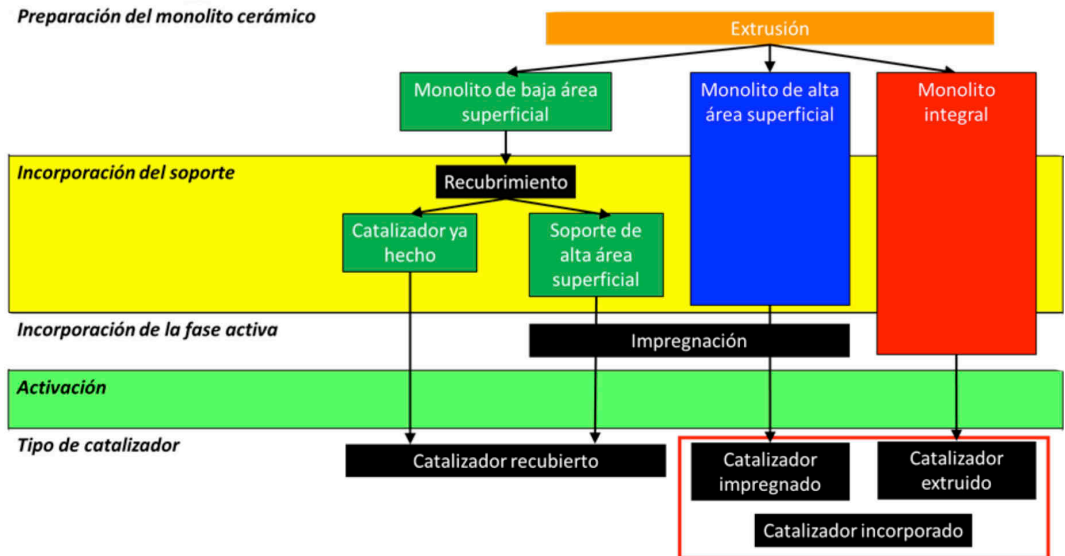 Preparación del monolito cerámico
Extrusión
Monolito de baja área
superficial
Monolito de alta
área superficial
Monolito
integral
Incorporación del soporte
Recubrimiento
Catalizador ya
hecho
Soporte de
alta área
superficial
Incorporación de la fase activa
Impregnación
Activación
Tipo de catalizador
Catalizador recubierto
Catalizador
impregnado
Catalizador
extruido
Catalizador incorporado